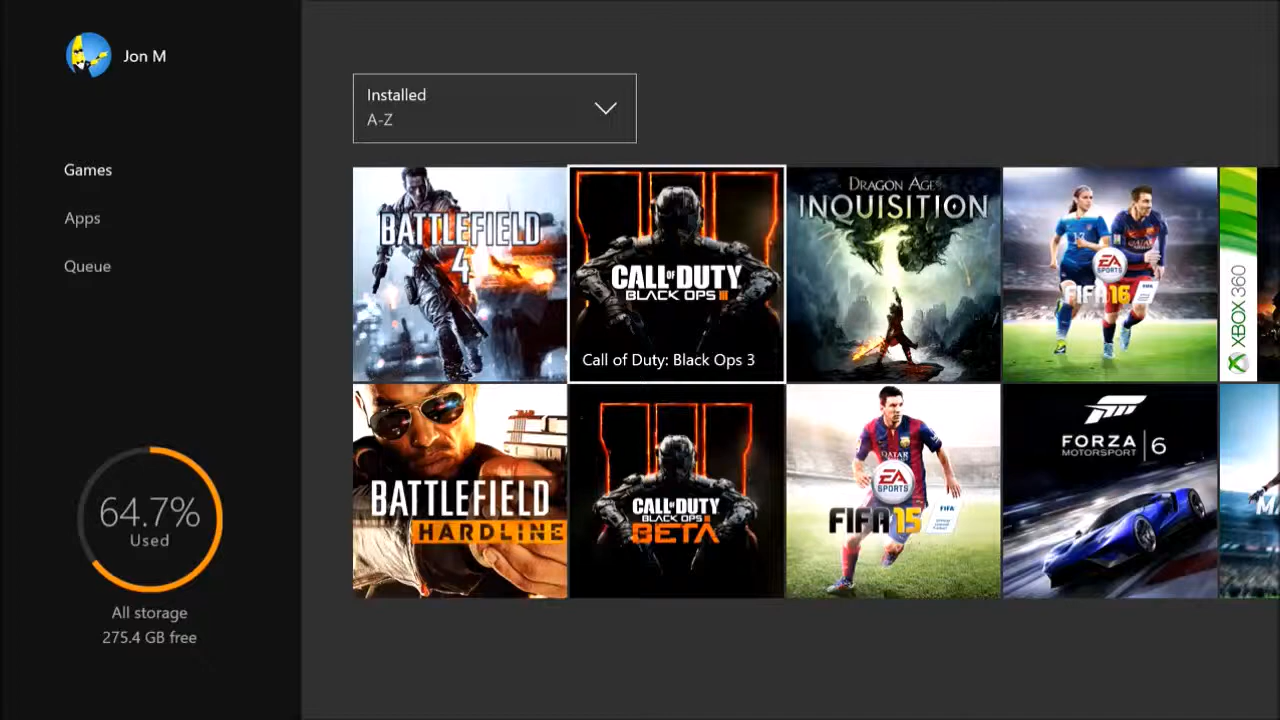 Jon M
Games
Apps
Queue
64.7%
Used
All storage
275.4 GB free
Installed
A-Z
BATTLEFIELD
4
CALL OF DUTY
BLACK OPS III
Call of Duty: Black Ops 3
DRAGON AGE
INQUISITION
EA
SPORTS
FIFA 16
XBOX 360
BATTLEFIELD
HARDLINE
CALL OF DUTY
BLACK OPS III
BETA
QATAR
EA
SPORTS
FIFA 15
FIFA
FORZA
MOTORSPORT 6